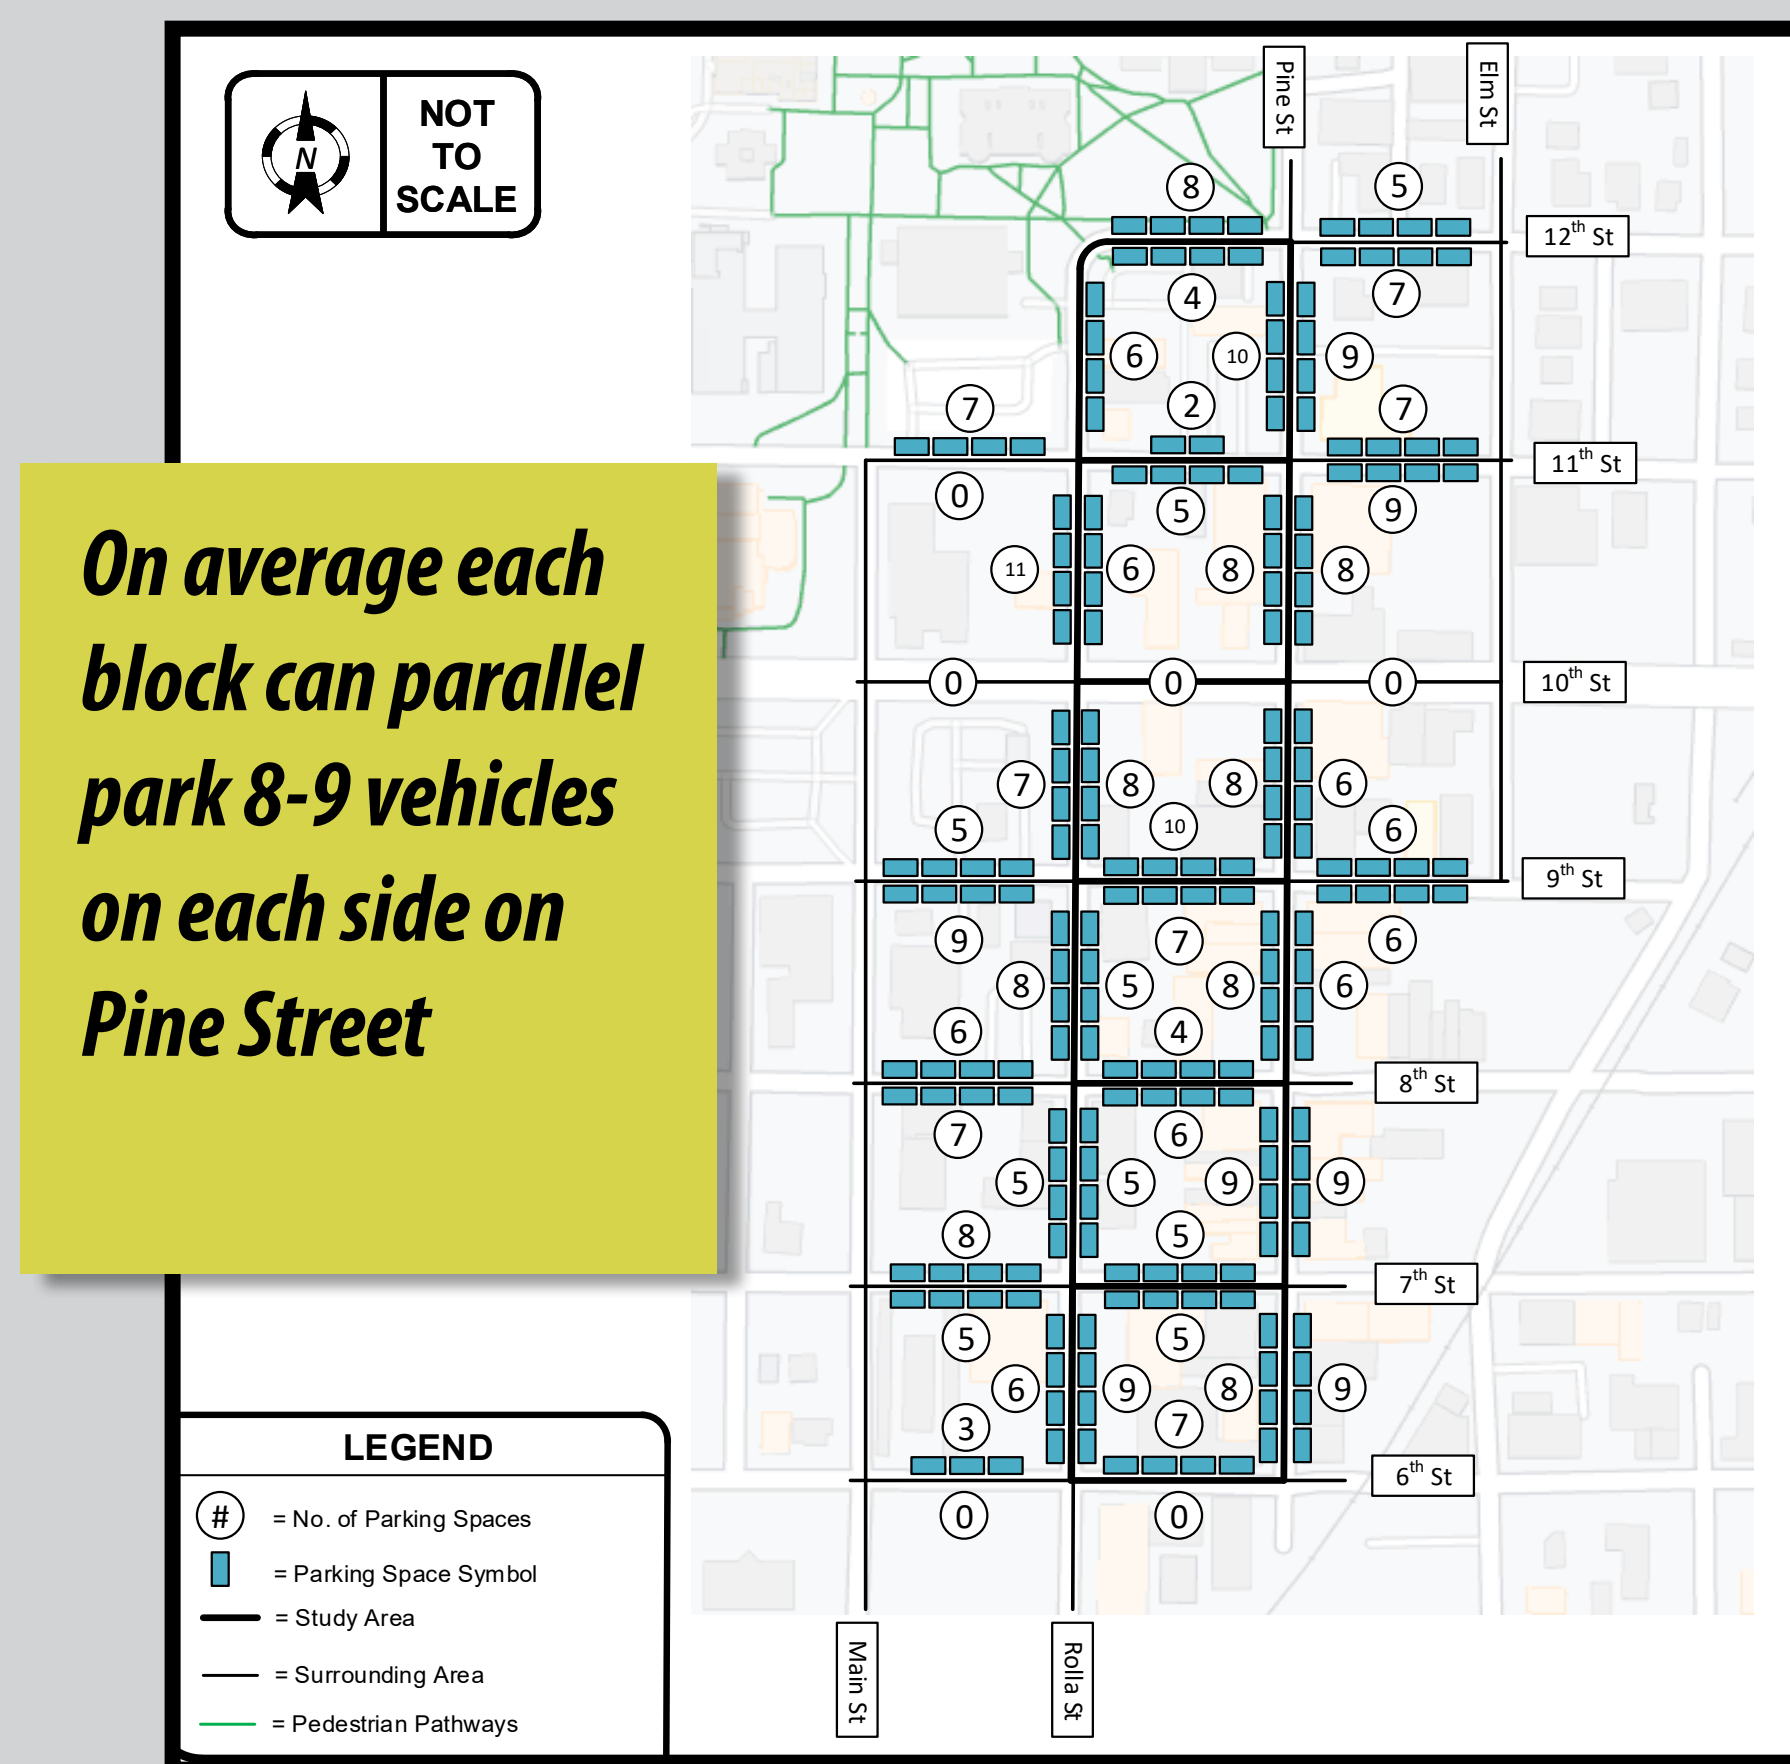 NOT
TO
SCALE
Pine St
Elm St
8
5
12th St
4
7
6
10
9
2
7
7
11th St
0
5
9
11
6
8
8
0
0
0
10th St
7
8
8
6
5
10
6
9th St
9
7
6
8
5
8
6
6
4
8th St
7
6
5
5
9
9
8
5
7th St
5
5
6
9
8
9
3
7
6th St
0
0
Main St
Rolla St
On average each
block can parallel
park 8-9 vehicles
on each side on
Pine Street
LEGEND
# = No. of Parking Spaces
= Parking Space Symbol
= Study Area
= Surrounding Area
= Pedestrian Pathways
N